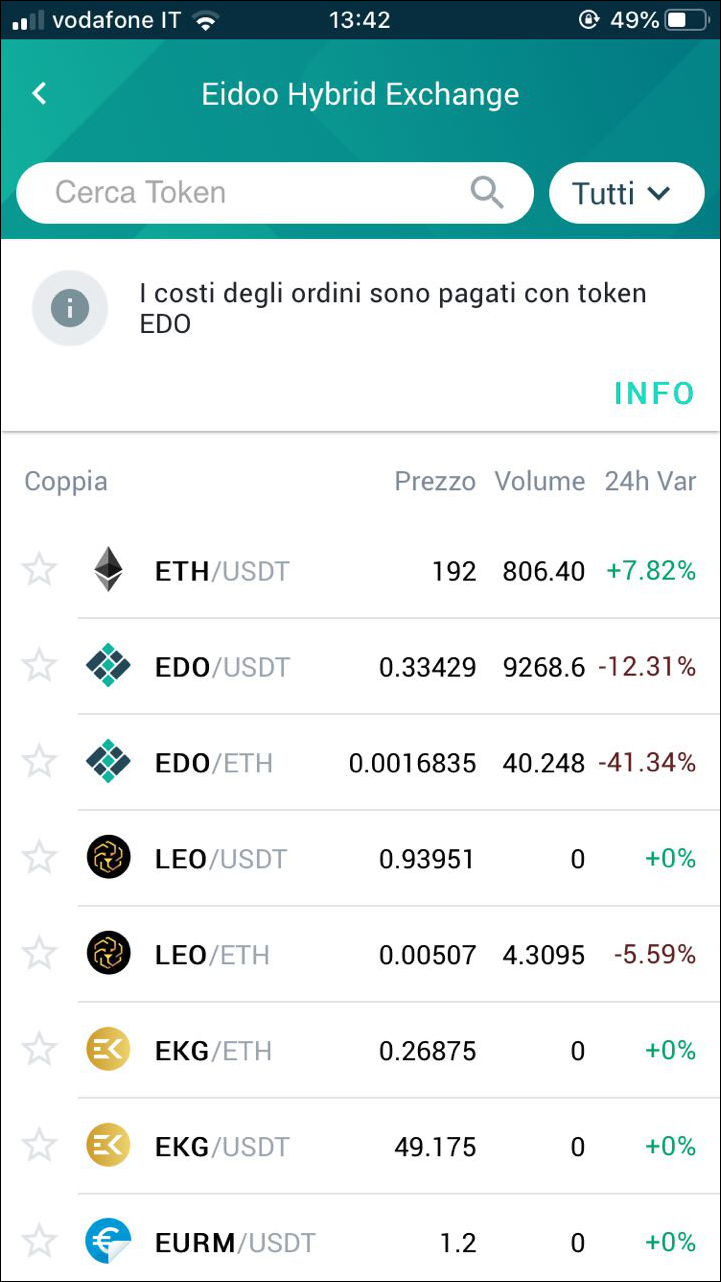 vodafone IT 13:42 49%
Eidoo Hybrid Exchange
Cerca Token Tutti
I costi degli ordini sono pagati con token
EDO
INFO
Coppia Prezzo Volume 24h Var
ETH/USDT 192 806.40 +7.82%
EDO/USDT 0.33429 9268.6 -12.31%
EDO/ETH 0.0016835 40.248 -41.34%
LEO/USDT 0.93951 0 +0%
LEO/ETH 0.00507 4.3095 -5.59%
EKG/ETH 0.26875 0 +0%
EKG/USDT 49.175 0 +0%
EURM/USDT 1.2 0 +0%